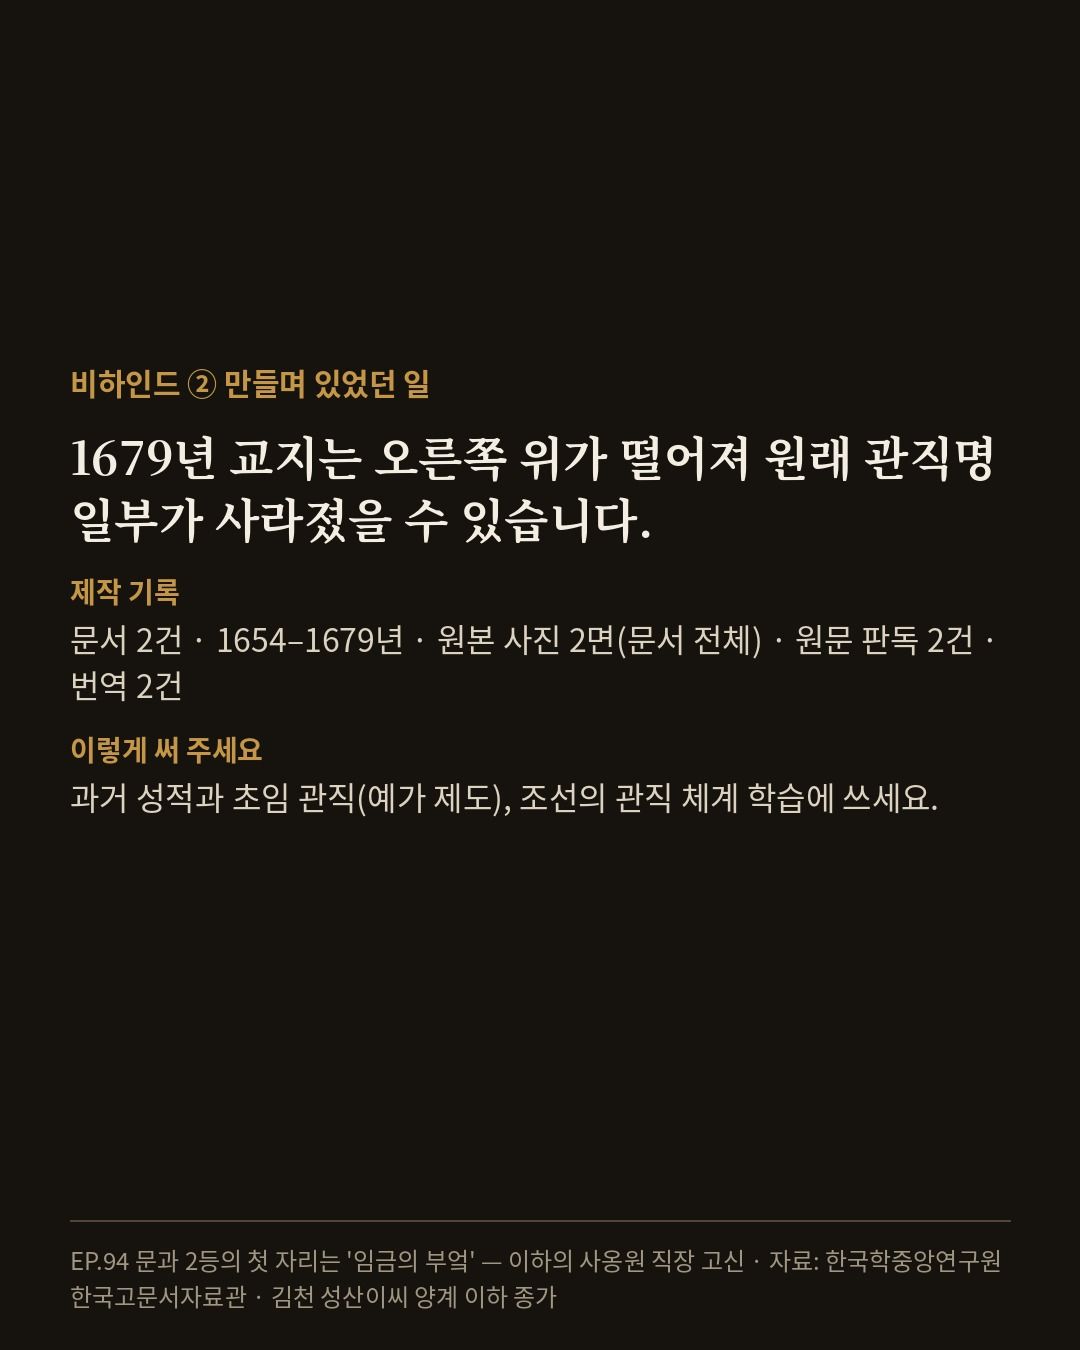 비하인드 ② 만들며 있었던 일
1679년 교지는 오른쪽 위가 떨어져 원래 관직명
일부가 사라졌을 수 있습니다.
제작 기록
문서 2건 · 1654–1679년 · 원본 사진 2면(문서 전체) · 원문 판독 2건 ·
번역 2건
이렇게 써 주세요
과거 성적과 초임 관직(예가 제도), 조선의 관직 체계 학습에 쓰세요.
EP.94 문과 2등의 첫 자리는 '임금의 부엌' — 이하의 사옹원 직장 고신 · 자료: 한국학중앙연구원
한국고문서자료관 · 김천 성산이씨 양계 이하 종가